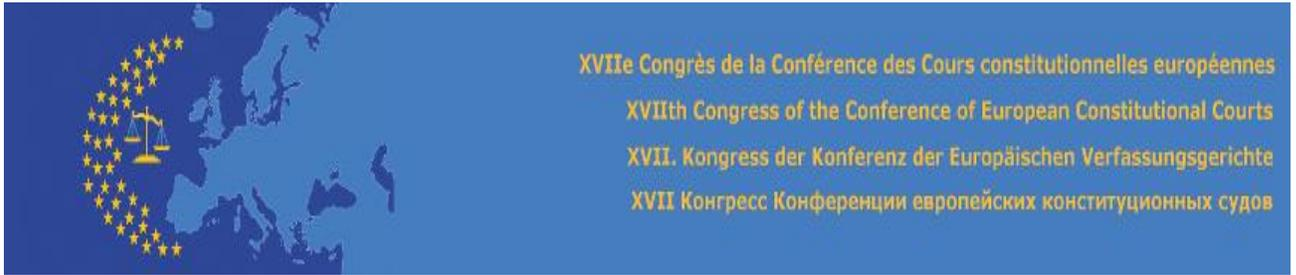 XVIIe Congrès de la Conférence des Cours constitutionnelles européennes
XVIIth Congress of the Conference of European Constitutional Courts
XVII. Kongress der Konferenz der Europäischen Verfassungsgerichte
XVII Конгресс Конференции европейских конституционных судов